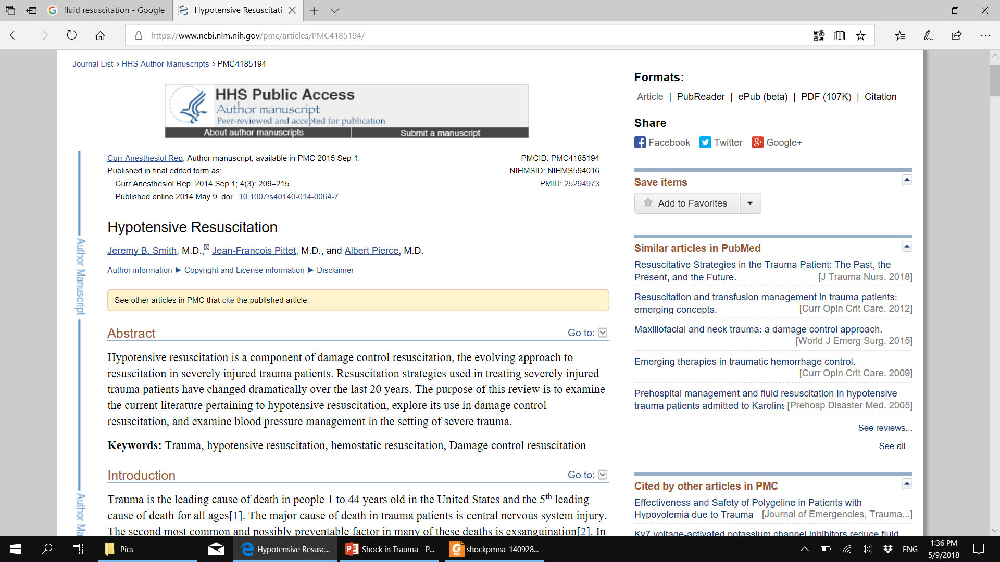 fluid resuscitation - Google
Hypotensive Resuscitati
https://www.ncbi.nlm.nih.gov/pmc/articles/PMC4185194/
Journal List > HHS Author Manuscripts > PMC4185194
HHS Public Access
Author manuscript
Peer-reviewed and accepted for publication
About author manuscripts
Submit a manuscript
Curr Anesthesiol Rep. Author manuscript; available in PMC 2015 Sep 1.
Published in final edited form as:
Curr Anesthesiol Rep. 2014 Sep 1; 4(3): 209–215.
Published online 2014 May 9. doi: 10.1007/s40140-014-0064-7
PMCID: PMC4185194
NIHMSID: NIHMS594016
PMID: 25294973
Hypotensive Resuscitation
Jeremy B. Smith, M.D., Jean-Francois Pittet, M.D., and Albert Pierce, M.D.
Author information ► Copyright and License information ► Disclaimer
See other articles in PMC that cite the published article.
Abstract
Go to:
Hypotensive resuscitation is a component of damage control resuscitation, the evolving approach to
resuscitation in severely injured trauma patients. Resuscitation strategies used in treating severely injured
trauma patients have changed dramatically over the last 20 years. The purpose of this review is to examine
the current literature pertaining to hypotensive resuscitation, explore its use in damage control
resuscitation, and examine blood pressure management in the setting of severe trauma.
Keywords: Trauma, hypotensive resuscitation, hemostatic resuscitation, Damage control resuscitation
Introduction
Go to:
Trauma is the leading cause of death in people 1 to 44 years old in the United States and the 5th leading
cause of death for all ages[1]. The major cause of death in trauma patients is central nervous system injury.
The second most common and possibly preventable factor in many of these deaths is exsanguination[2]. In
Author Manuscript
Author Ma
Formats:
Article | PubReader | ePub (beta) | PDF (107K) | Citation
Share
Facebook Twitter Google+
Save items
Add to Favorites
Similar articles in PubMed
Resuscitative Strategies in the Trauma Patient: The Past, the
Present, and the Future. [J Trauma Nurs. 2018]
Resuscitation and transfusion management in trauma patients:
emerging concepts. [Curr Opin Crit Care. 2012]
Maxillofacial and neck trauma: a damage control approach.
[World J Emerg Surg. 2015]
Emerging therapies in traumatic hemorrhage control.
[Curr Opin Crit Care. 2009]
Prehospital management and fluid resuscitation in hypotensive
trauma patients admitted to Karolins [Prehosp Disaster Med. 2005]
See reviews...
See all...
Cited by other articles in PMC
Effectiveness and Safety of Polygeline in Patients with
Hypovolemia due to Trauma [Journal of Emergencies, Trauma...]
Kv7 voltage-activated potassium channel inhibitors reduce fluid
Pics
Hypotensive Resusc...
Shock in Trauma - P...
shockpmna-140928...
ENG
1:36 PM
5/9/2018